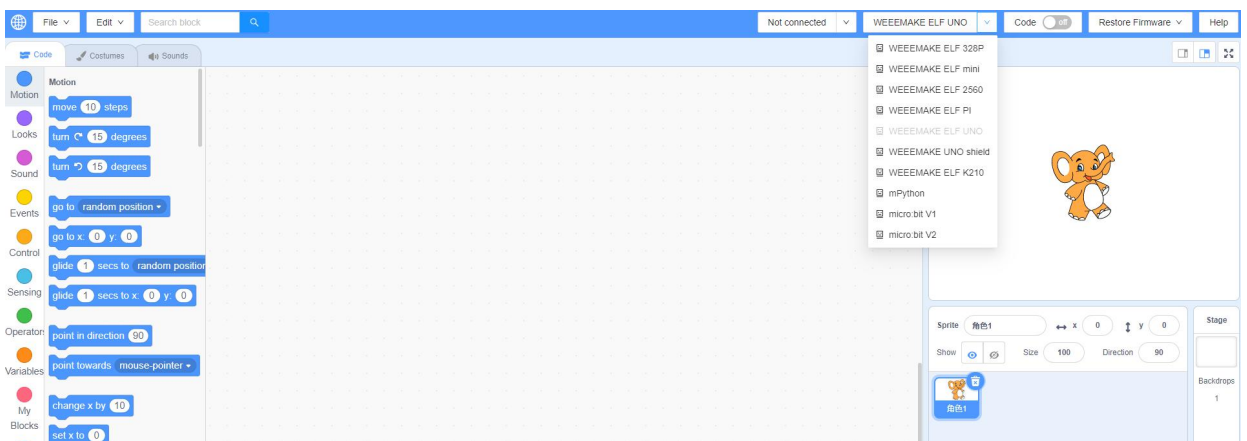 File Edit Search block Not connected WEEEMAKE ELF UNO Code off Restore Firmware Help
Code Costumes Sounds
Motion
Looks
Sound
Events
Control
Sensing
Operators
Variables
My
Blocks
Motion
move 10 steps
turn 15 degrees
turn 15 degrees
go to random position
go to x: 0 y: 0
glide 1 secs to random position
glide 1 secs to x: 0 y: 0
point in direction 90
point towards mouse-pointer
change x by 10
set x to 0
WEEEMAKE ELF 328P
WEEEMAKE ELF mini
WEEEMAKE ELF 2560
WEEEMAKE ELF PI
WEEEMAKE ELF UNO
WEEEMAKE UNO shield
WEEEMAKE ELF K210
mPython
micro:bit V1
micro:bit V2
Sprite 角色1 x 0 y 0
Show Size 100 Direction 90
角色1
Stage
Backdrops
1